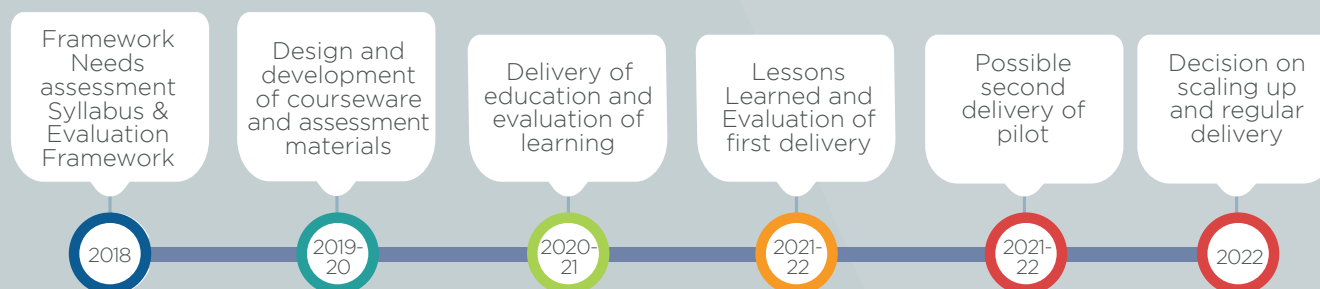 Framework
Needs
assessment
Syllabus &
Evaluation
Framework
Design and
development
of courseware
and assessment
materials
Delivery of
education and
evaluation of
learning
Lessons
Learned and
Evaluation of
first delivery
Possible
second
delivery of
pilot
Decision on
scaling up
and regular
delivery
2018
2019-
20
2020-
21
2021-
22
2021-
22
2022